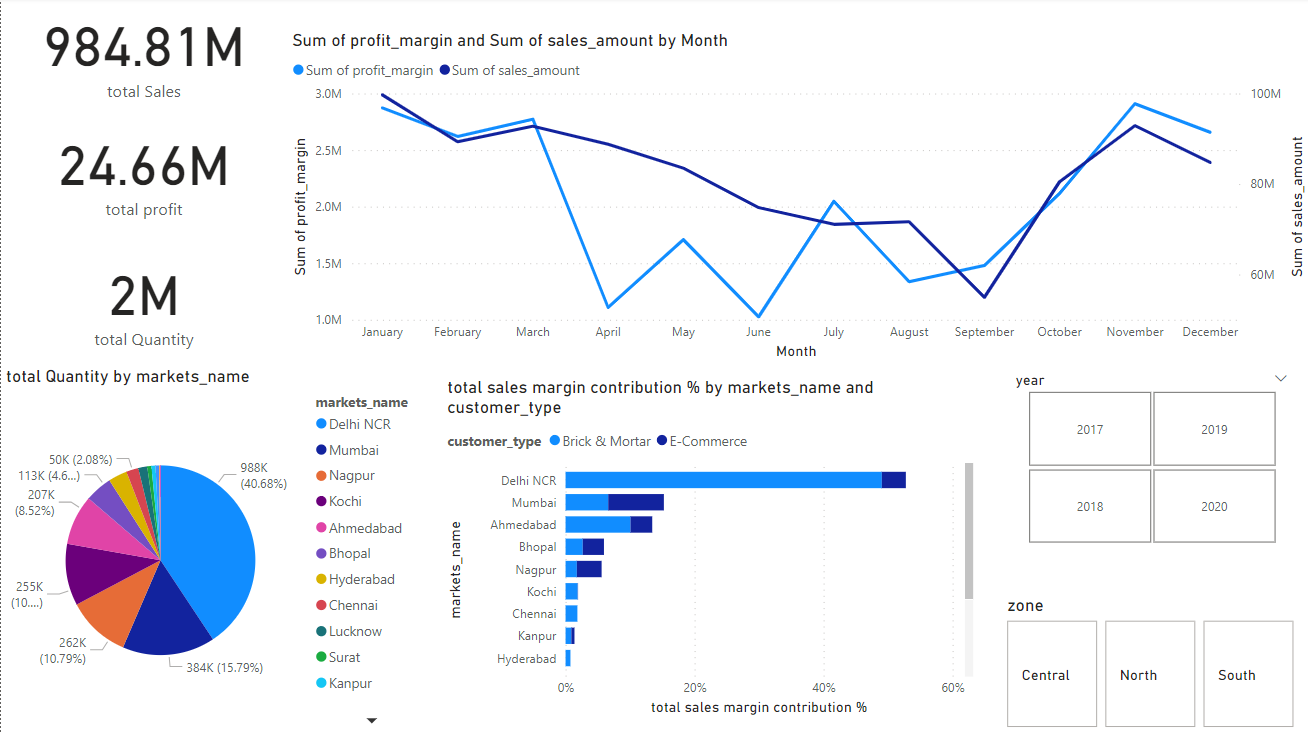 984.81M
total Sales
24.66M
total profit
2M
total Quantity
Sum of profit_margin and Sum of sales_amount by Month
Sum of profit_margin Sum of sales_amount
Sum of profit_margin
3.0M
2.5M
2.0M
1.5M
1.0M
100M
80M
60M
Sum of sales_amount
January February March April May June July August September October November December
Month
total Quantity by markets_name
988K
(40.68%)
384K (15.79%)
262K
(10.79%)
255K
(10....)
207K
(8.52%)
113K (4.6...)
50K (2.08%)
markets_name
Delhi NCR
Mumbai
Nagpur
Kochi
Ahmedabad
Bhopal
Hyderabad
Chennai
Lucknow
Surat
Kanpur
total sales margin contribution % by markets_name and
customer_type
customer_type Brick & Mortar E-Commerce
markets_name
Delhi NCR
Mumbai
Ahmedabad
Bhopal
Nagpur
Kochi
Chennai
Kanpur
Hyderabad
0% 20% 40% 60%
total sales margin contribution %
year
2017 2019
2018 2020
zone
Central North South